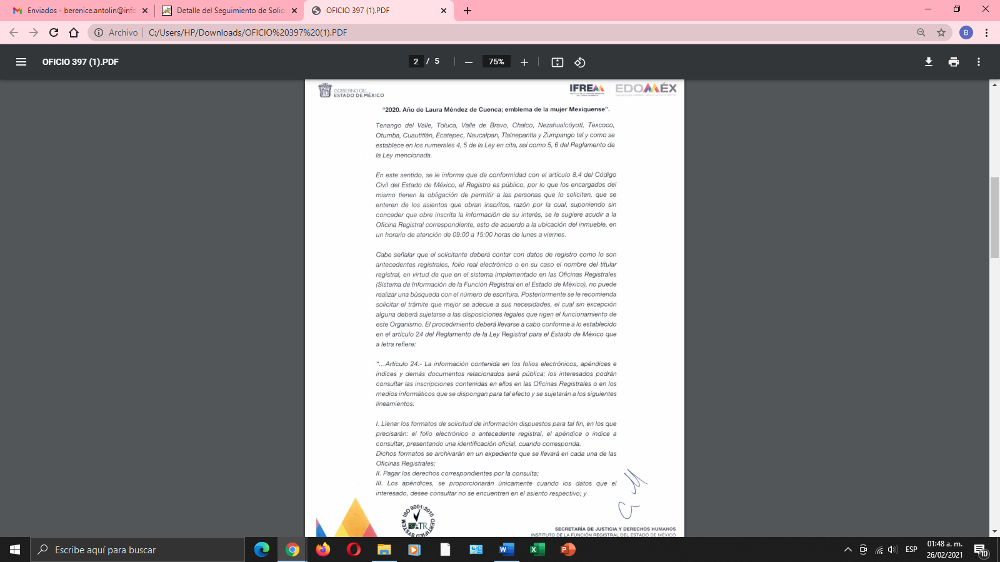 Enviados - berenice.antolin@info
Detalle del Seguimiento de Solici
OFICIO 397 (1).PDF
Archivo
C:/Users/HP/Downloads/OFICIO%20397%20(1).PDF
B
OFICIO 397 (1).PDF
2 / 5
75%
GOBIERNO DEL
ESTADO DE MÉXICO
IFREM
EDOMÉX
“2020. Año de Laura Méndez de Cuenca; emblema de la mujer Mexiquense”.
Tenango del Valle, Toluca, Valle de Bravo, Chalco, Nezahualcóyotl, Texcoco,
Otumba, Cuautitlán, Ecatepec, Naucalpan, Tlalnepantla y Zumpango tal y como se
establece en los numerales 4, 5 de la Ley en cita, así como 5, 6 del Reglamento de
la Ley mencionada.
En este sentido, se le informa que de conformidad con el artículo 8.4 del Código
Civil del Estado de México, el Registro es público, por lo que los encargados del
mismo tienen la obligación de permitir a las personas que lo soliciten, que se
enteren de los asientos que obran inscritos, razón por la cual, suponiendo sin
conceder que obre inscrita la información de su interés, se le sugiere acudir a la
Oficina Registral correspondiente, esto de acuerdo a la ubicación del inmueble, en
un horario de atención de 09:00 a 15:00 horas de lunes a viernes.
Cabe señalar que el solicitante deberá contar con datos de registro como lo son
antecedentes registrales, folio real electrónico o en su caso el nombre del titular
registral, en virtud de que en el sistema implementado en las Oficinas Registrales
(Sistema de Información de la Función Registral en el Estado de México), no puede
realizar una búsqueda con el número de escritura. Posteriormente se le recomienda
solicitar el trámite que mejor se adecue a sus necesidades, el cual sin excepción
alguna deberá sujetarse a las disposiciones legales que rigen el funcionamiento de
este Organismo. El procedimiento deberá llevarse a cabo conforme a lo establecido
en el artículo 24 del Reglamento de la Ley Registral para el Estado de México que
a letra refiere:
“...Artículo 24.- La información contenida en los folios electrónicos, apéndices e
índices y demás documentos relacionados será pública; los interesados podrán
consultar las inscripciones contenidas en ellos en las Oficinas Registrales o en los
medios informáticos que se dispongan para tal efecto y se sujetarán a los siguientes
lineamientos:
I. Llenar los formatos de solicitud de información dispuestos para tal fin, en los que
precisarán: el folio electrónico o antecedente registral, el apéndice o índice a
consultar, presentando una identificación oficial, cuando corresponda.
Dichos formatos se archivarán en un expediente que se llevará en cada una de las
Oficinas Registrales;
II. Pagar los derechos correspondientes por la consulta;
III. Los apéndices, se proporcionarán únicamente cuando los datos que el
interesado, desee consultar no se encuentren en el asiento respectivo; y
ISO 9001:2015 CERTIFIED SYSTEM
ATR
SECRETARÍA DE JUSTICIA Y DERECHOS HUMANOS
INSTITUTO DE LA FUNCIÓN REGISTRAL DEL ESTADO DE MÉXICO
Escribe aquí para buscar
ESP
01:48 a. m.
26/02/2021
10